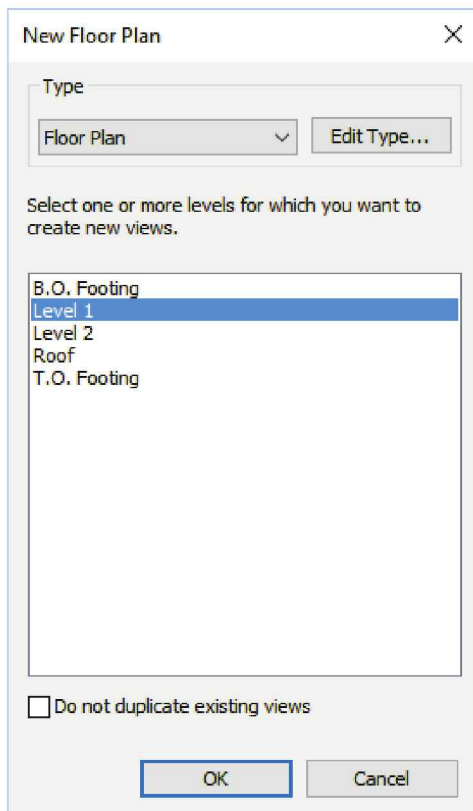 New Floor Plan
Type
Floor Plan
Edit Type...
Select one or more levels for which you want to
create new views.
B.O. Footing
Level 1
Level 2
Roof
T.O. Footing
Do not duplicate existing views
OK
Cancel